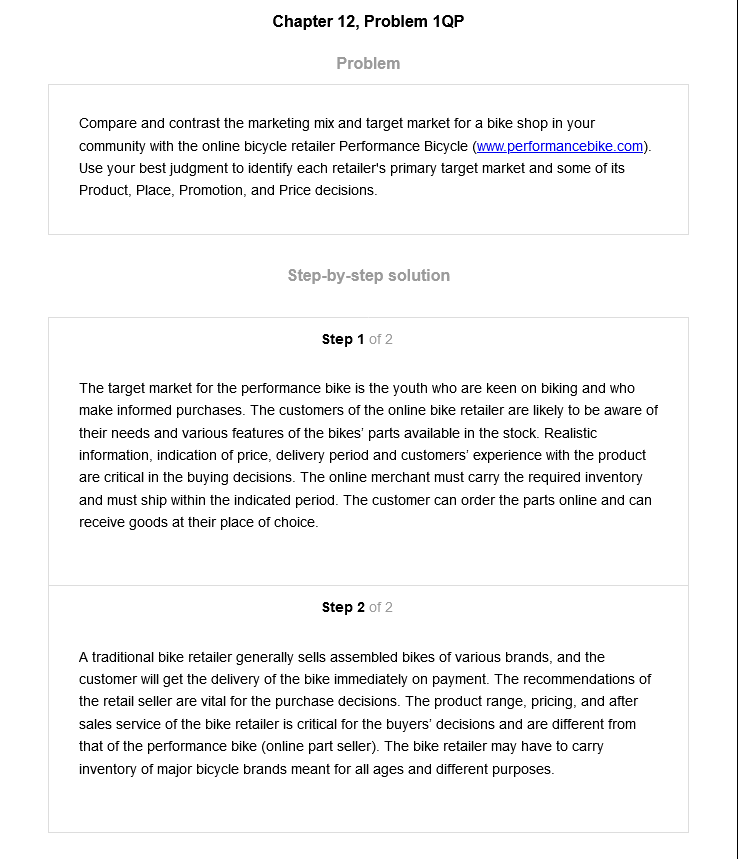 Chapter 12, Problem 1QP
Problem
Compare and contrast the marketing mix and target market for a bike shop in your
community with the online bicycle retailer Performance Bicycle (www.performancebike.com).
Use your best judgment to identify each retailer's primary target market and some of its
Product, Place, Promotion, and Price decisions.
Step-by-step solution
Step 1 of 2
The target market for the performance bike is the youth who are keen on biking and who
make informed purchases. The customers of the online bike retailer are likely to be aware of
their needs and various features of the bikes’ parts available in the stock. Realistic
information, indication of price, delivery period and customers’ experience with the product
are critical in the buying decisions. The online merchant must carry the required inventory
and must ship within the indicated period. The customer can order the parts online and can
receive goods at their place of choice.
Step 2 of 2
A traditional bike retailer generally sells assembled bikes of various brands, and the
customer will get the delivery of the bike immediately on payment. The recommendations of
the retail seller are vital for the purchase decisions. The product range, pricing, and after
sales service of the bike retailer is critical for the buyers’ decisions and are different from
that of the performance bike (online part seller). The bike retailer may have to carry
inventory of major bicycle brands meant for all ages and different purposes.